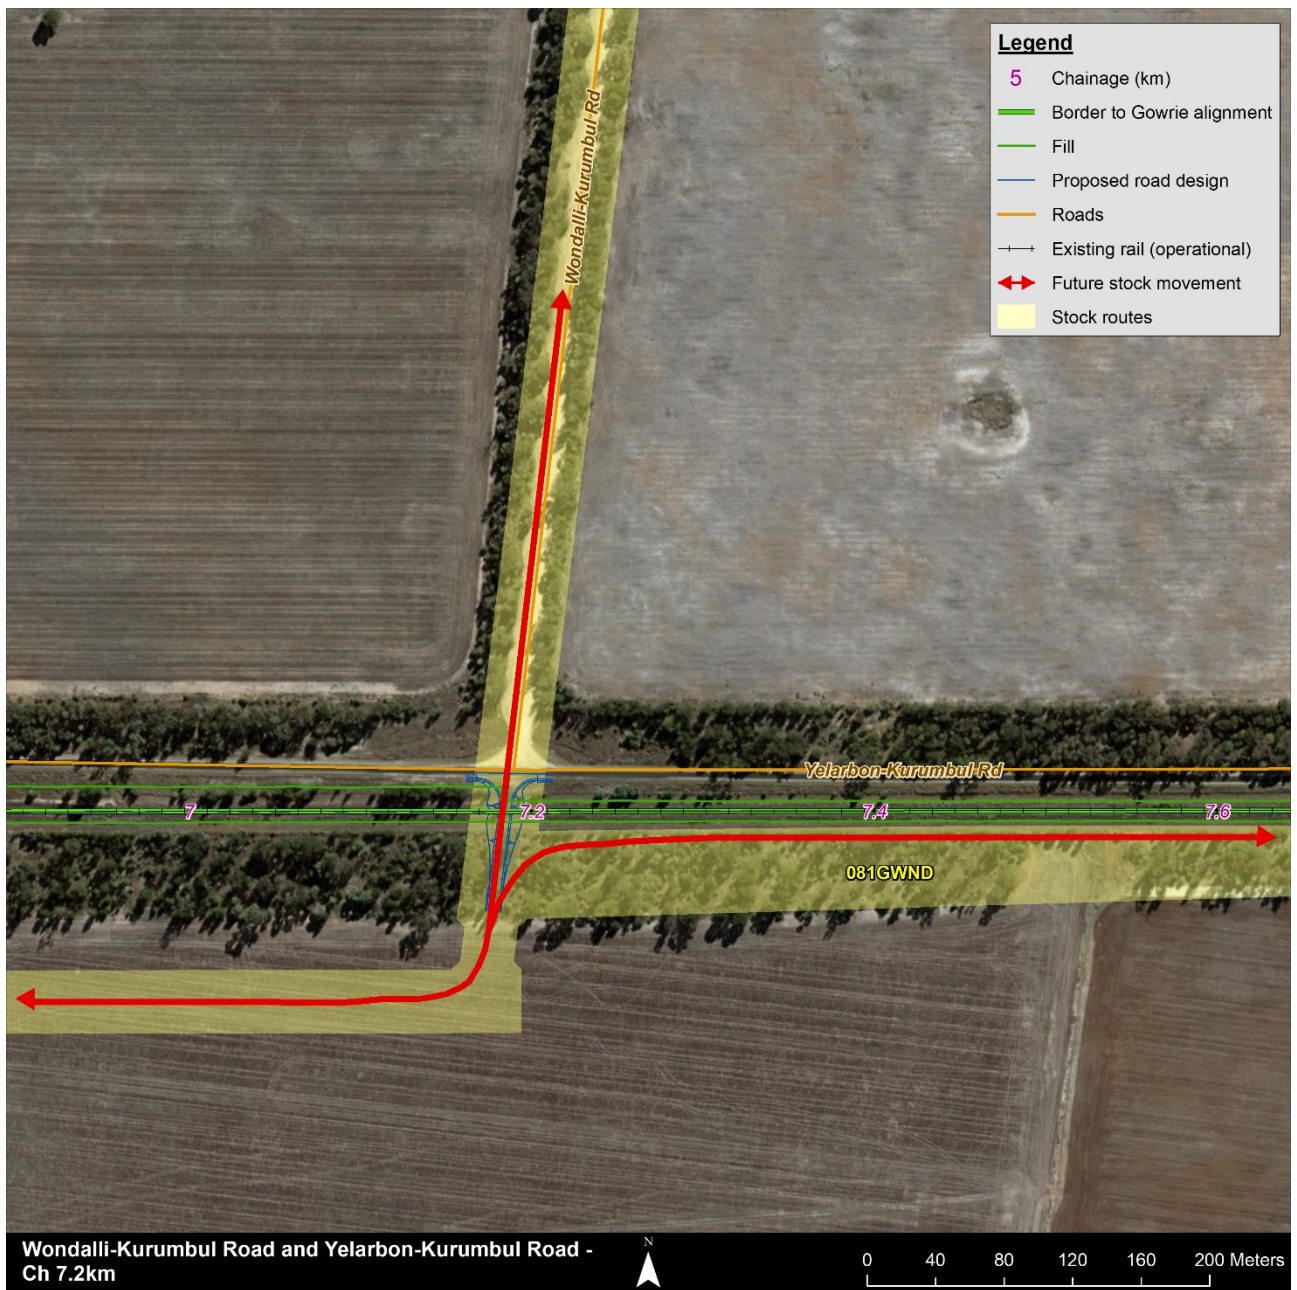 Legend
5 Chainage (km)
Border to Gowrie alignment
Fill
Proposed road design
Roads
Existing rail (operational)
Future stock movement
Stock routes
Wondalli-Kurumbul Rd
Yelarbon-Kurumbul Rd
7
7.2
7.4
7.6
081GWND
Wondalli-Kurumbul Road and Yelarbon-Kurumbul Road -
Ch 7.2km
N
0 40 80 120 160 200 Meters